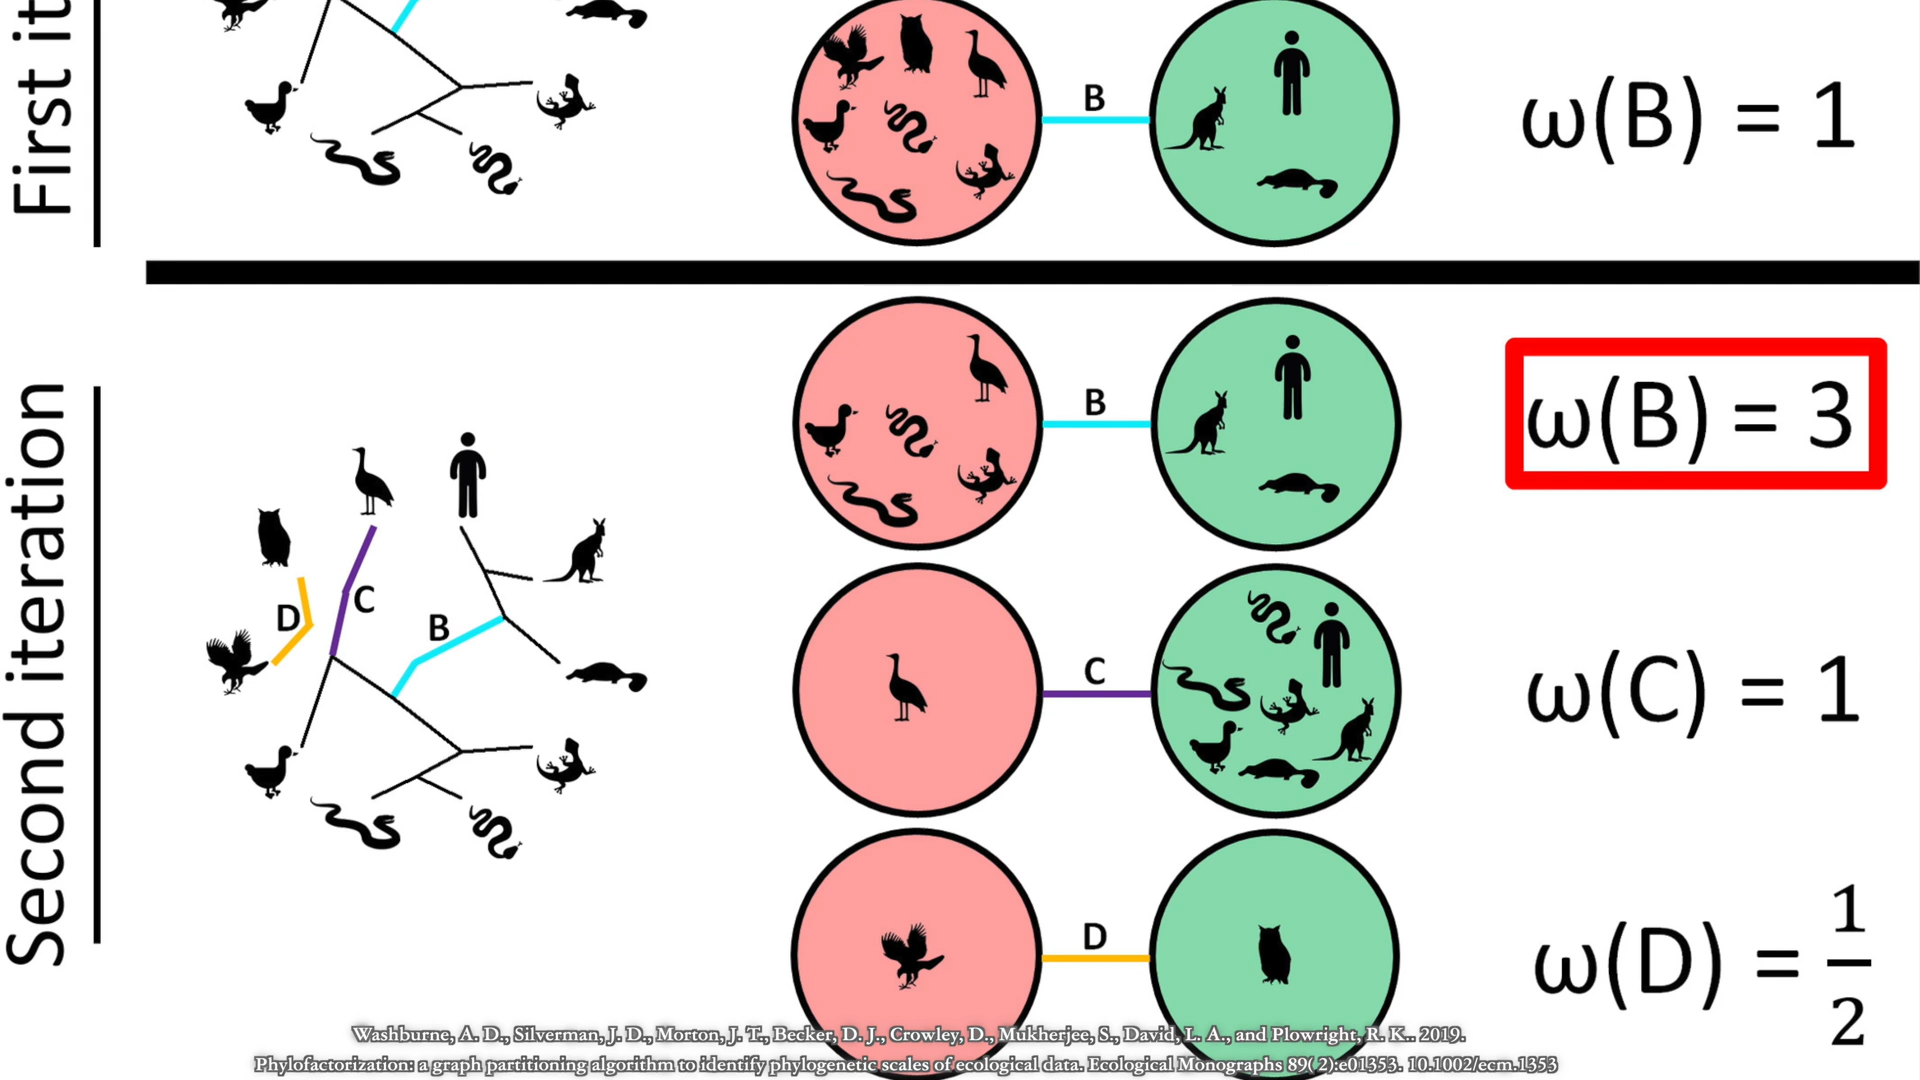 First it
B
ω(B) = 1
Second iteration
D
C
B
B
ω(B) = 3
C
ω(C) = 1
D
ω(D) = 1/2
Washburne, A. D., Silverman, J. D., Morton, J. T., Becker, D. J., Crowley, D., Mukherjee, S., David, L. A., and Plowright, R. K.. 2019.
Phylofactorization: a graph partitioning algorithm to identify phylogenetic scales of ecological data. Ecological Monographs 89( 2):e01353. 10.1002/ecm.1353